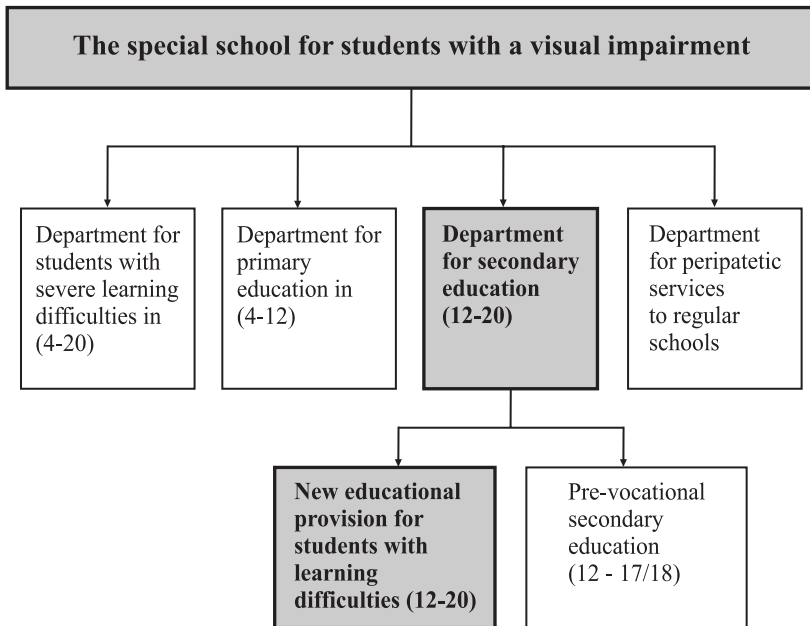 The special school for students with a visual impairment
Department for
students with
severe learning
difficulties in
(4-20)
Department for
primary
education in
(4-12)
Department
for secondary
education
(12-20)
Department
for peripatetic
services
to regular
schools
New educational
provision for
students with
learning
difficulties (12-20)
Pre-vocational
secondary
education
(12 - 17/18)